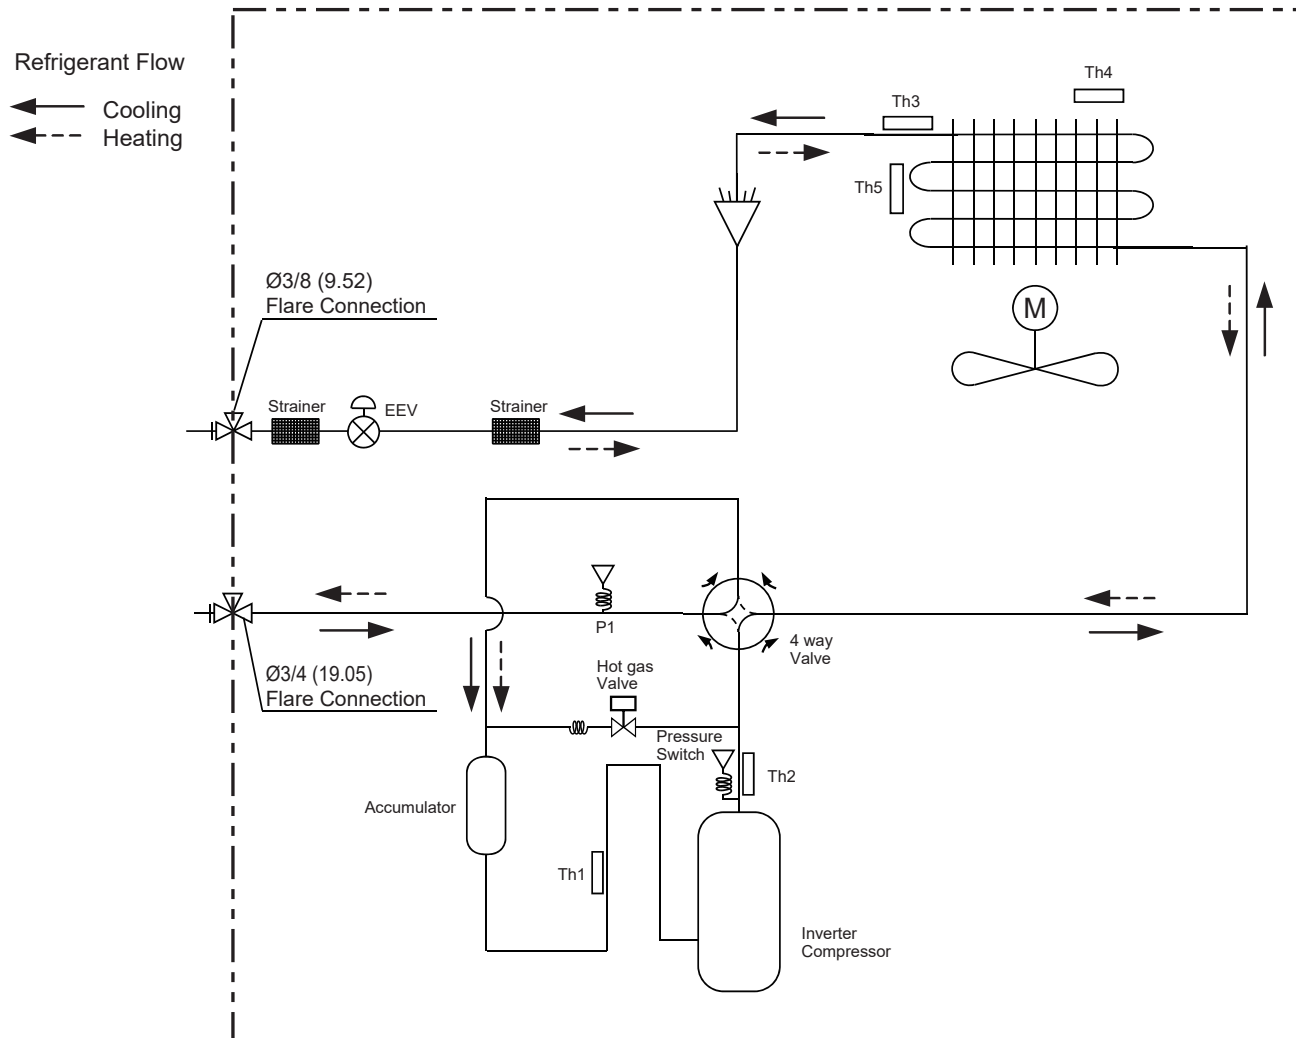 Refrigerant Flow
Cooling
Heating
Th4
Th3
Th5
Ø3/8 (9.52)
Flare Connection
M
Strainer
EEV
Strainer
P1
4 way
Valve
Hot gas
Valve
Ø3/4 (19.05)
Flare Connection
Pressure
Switch
Th2
Accumulator
Th1
Inverter
Compressor